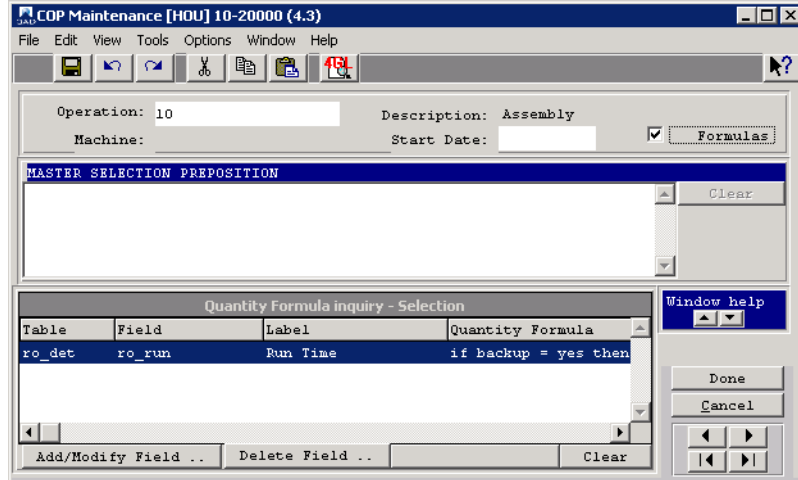 COP Maintenance [HOU] 10-20000 (4.3)
File Edit View Tools Options Window Help
Operation: 10 Description: Assembly
Machine: Start Date: Formulas
MASTER SELECTION PREPOSITION
Clear
Quantity Formula inquiry - Selection
Window help
Table Field Label Quantity Formula
ro_det ro_run Run Time if backup = yes then
Done
Cancel
Add/Modify Field .. Delete Field .. Clear